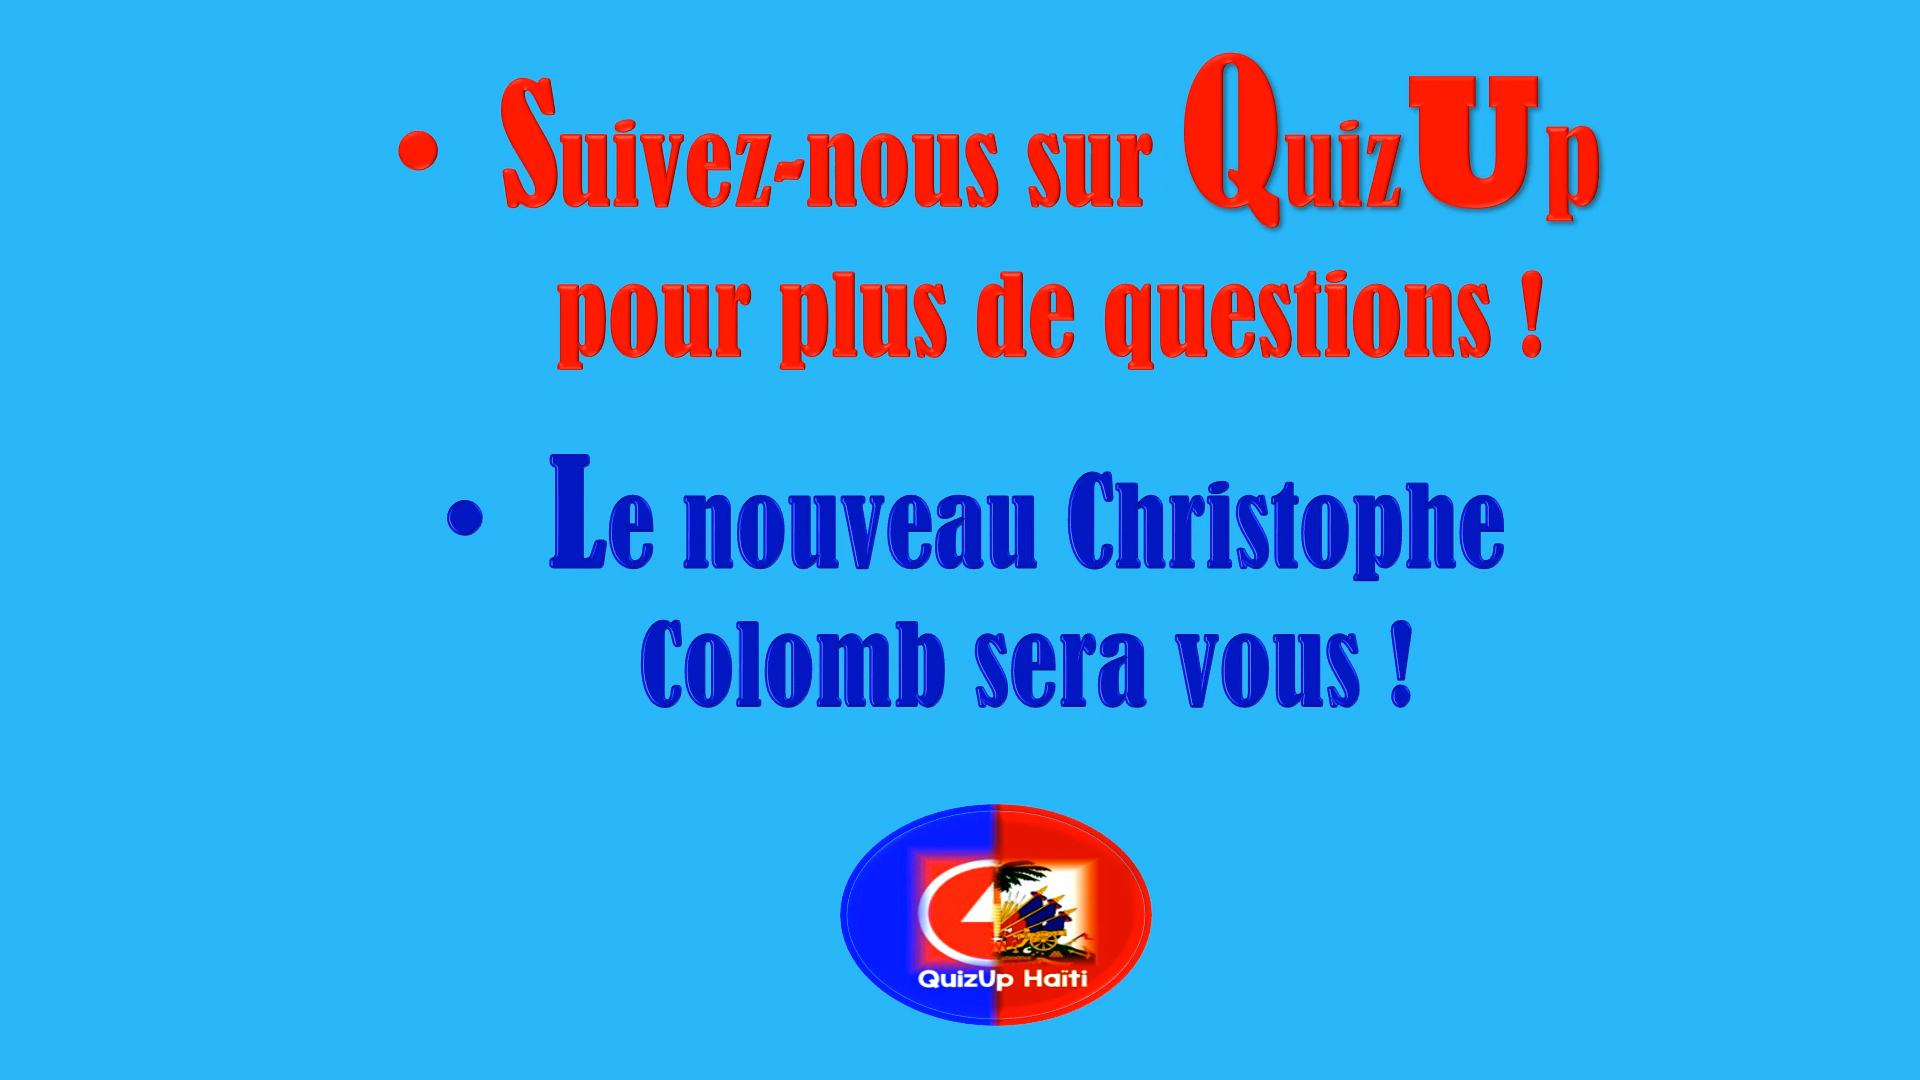 • Suivez-nous sur QuizUp
pour plus de questions !
• Le nouveau Christophe
Colomb sera vous !
QuizUp Haïti